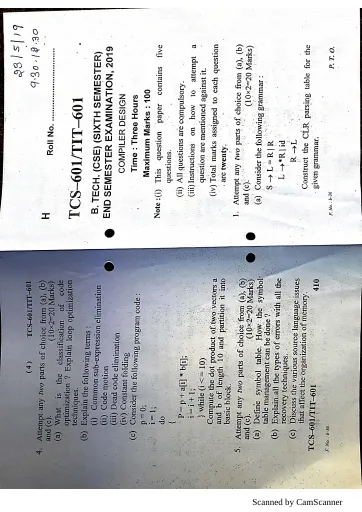 23/5/19
9:30-12:30
H
Roll No. ..............................
TCS–601/TIT–601
B. TECH. (CSE) (SIXTH SEMESTER)
END SEMESTER EXAMINATION, 2019
COMPILER DESIGN
Time : Three Hours
Maximum Marks : 100
Note : (i) This question paper contains five
questions.
(ii) All questions are compulsory.
(iii) Instructions on how to attempt a
question are mentioned against it.
(iv) Total marks assigned to each question
are twenty.
1. Attempt any two parts of choice from (a), (b)
and (c). (10×2=20 Marks)
(a) Consider the following grammar :
S → L = R | R
L → *R | id
R → L
Construct the CLR parsing table for the
given grammar.
P. T. O.
(4) TCS-601/TIT-601
4. Attempt any two parts of choice from (a), (b)
and (c). (10×2=20 Marks)
(a) What is the classification of code
optimization ? Explain loop optimization
techniques.
(b) Explain the following terms :
(i) Common sub-expression elimination
(ii) Code motion
(iii) Dead code elimination
(iv) Constant folding
(c) Consider the following program code :
p = 0;
i = 1;
do
{
P = p + a[i] * b[i];
i = i + 1;
} while (i < = 10)
Compute the dot product of two vectors a
and b of length 10 and partition it into
basic block.
5. Attempt any two parts of choice from (a), (b)
and (c). (10×2=20 Marks)
(a) Define symbol table. How the symbol
table management can be done ?
(b) Explain all the types of errors with all the
recovery techniques.
(c) Discuss the various source language issues
that affect the organization of memory.
TCS–601/TIT–601 410
Scanned by CamScanner